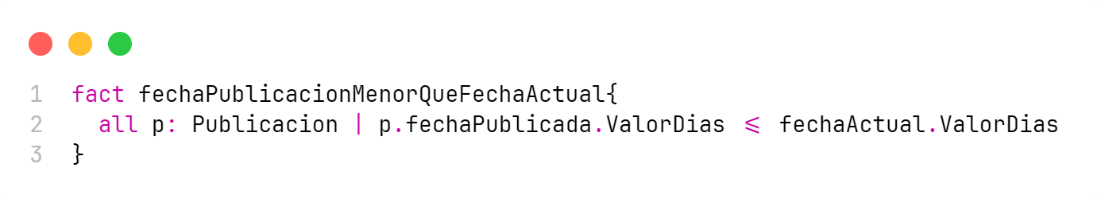 1 fact fechaPublicacionMenorQueFechaActual{
2 all p: Publicacion | p.fechaPublicada.ValorDias ⩽ fechaActual.ValorDias
3 }